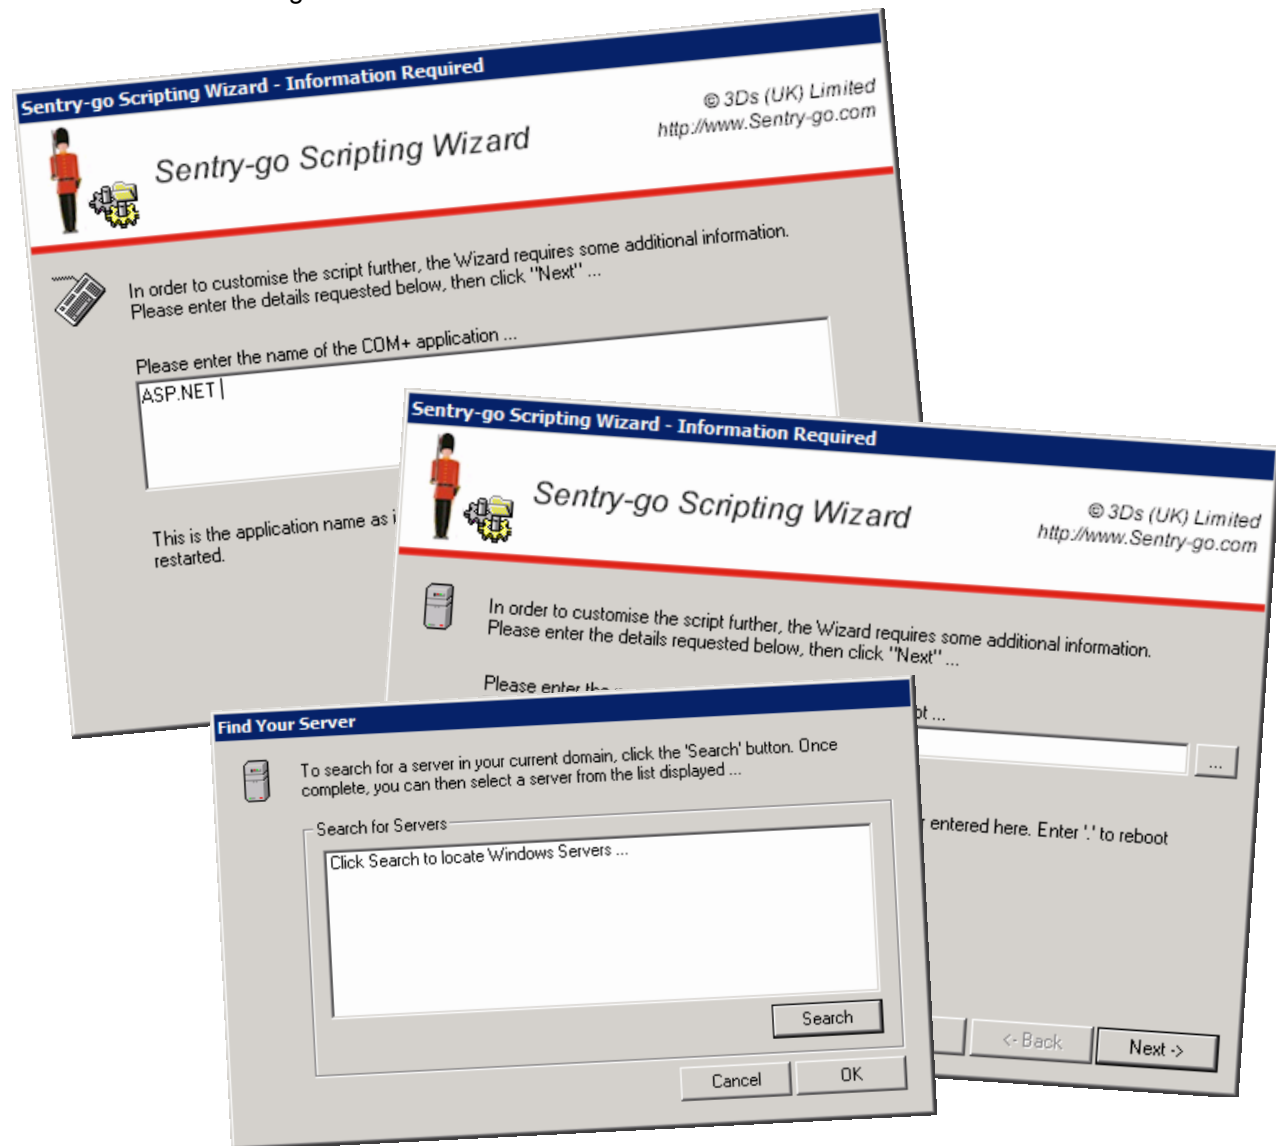 Sentry-go Scripting Wizard - Information Required
Sentry-go Scripting Wizard
© 3Ds (UK) Limited
http://www.Sentry-go.com
In order to customise the script further, the Wizard requires some additional information.
Please enter the details requested below, then click "Next" ...
Please enter the name of the COM+ application ...
ASP.NET
This is the application name as
restarted.
Sentry-go Scripting Wizard - Information Required
Sentry-go Scripting Wizard
© 3Ds (UK) Limited
http://www.Sentry-go.com
In order to customise the script further, the Wizard requires some additional information.
Please enter the details requested below, then click "Next" ...
Please enter the
...
...
entered here. Enter '.' to reboot
<- Back
Next ->
Find Your Server
To search for a server in your current domain, click the 'Search' button. Once
complete, you can then select a server from the list displayed ...
Search for Servers
Click Search to locate Windows Servers ...
Search
Cancel
OK